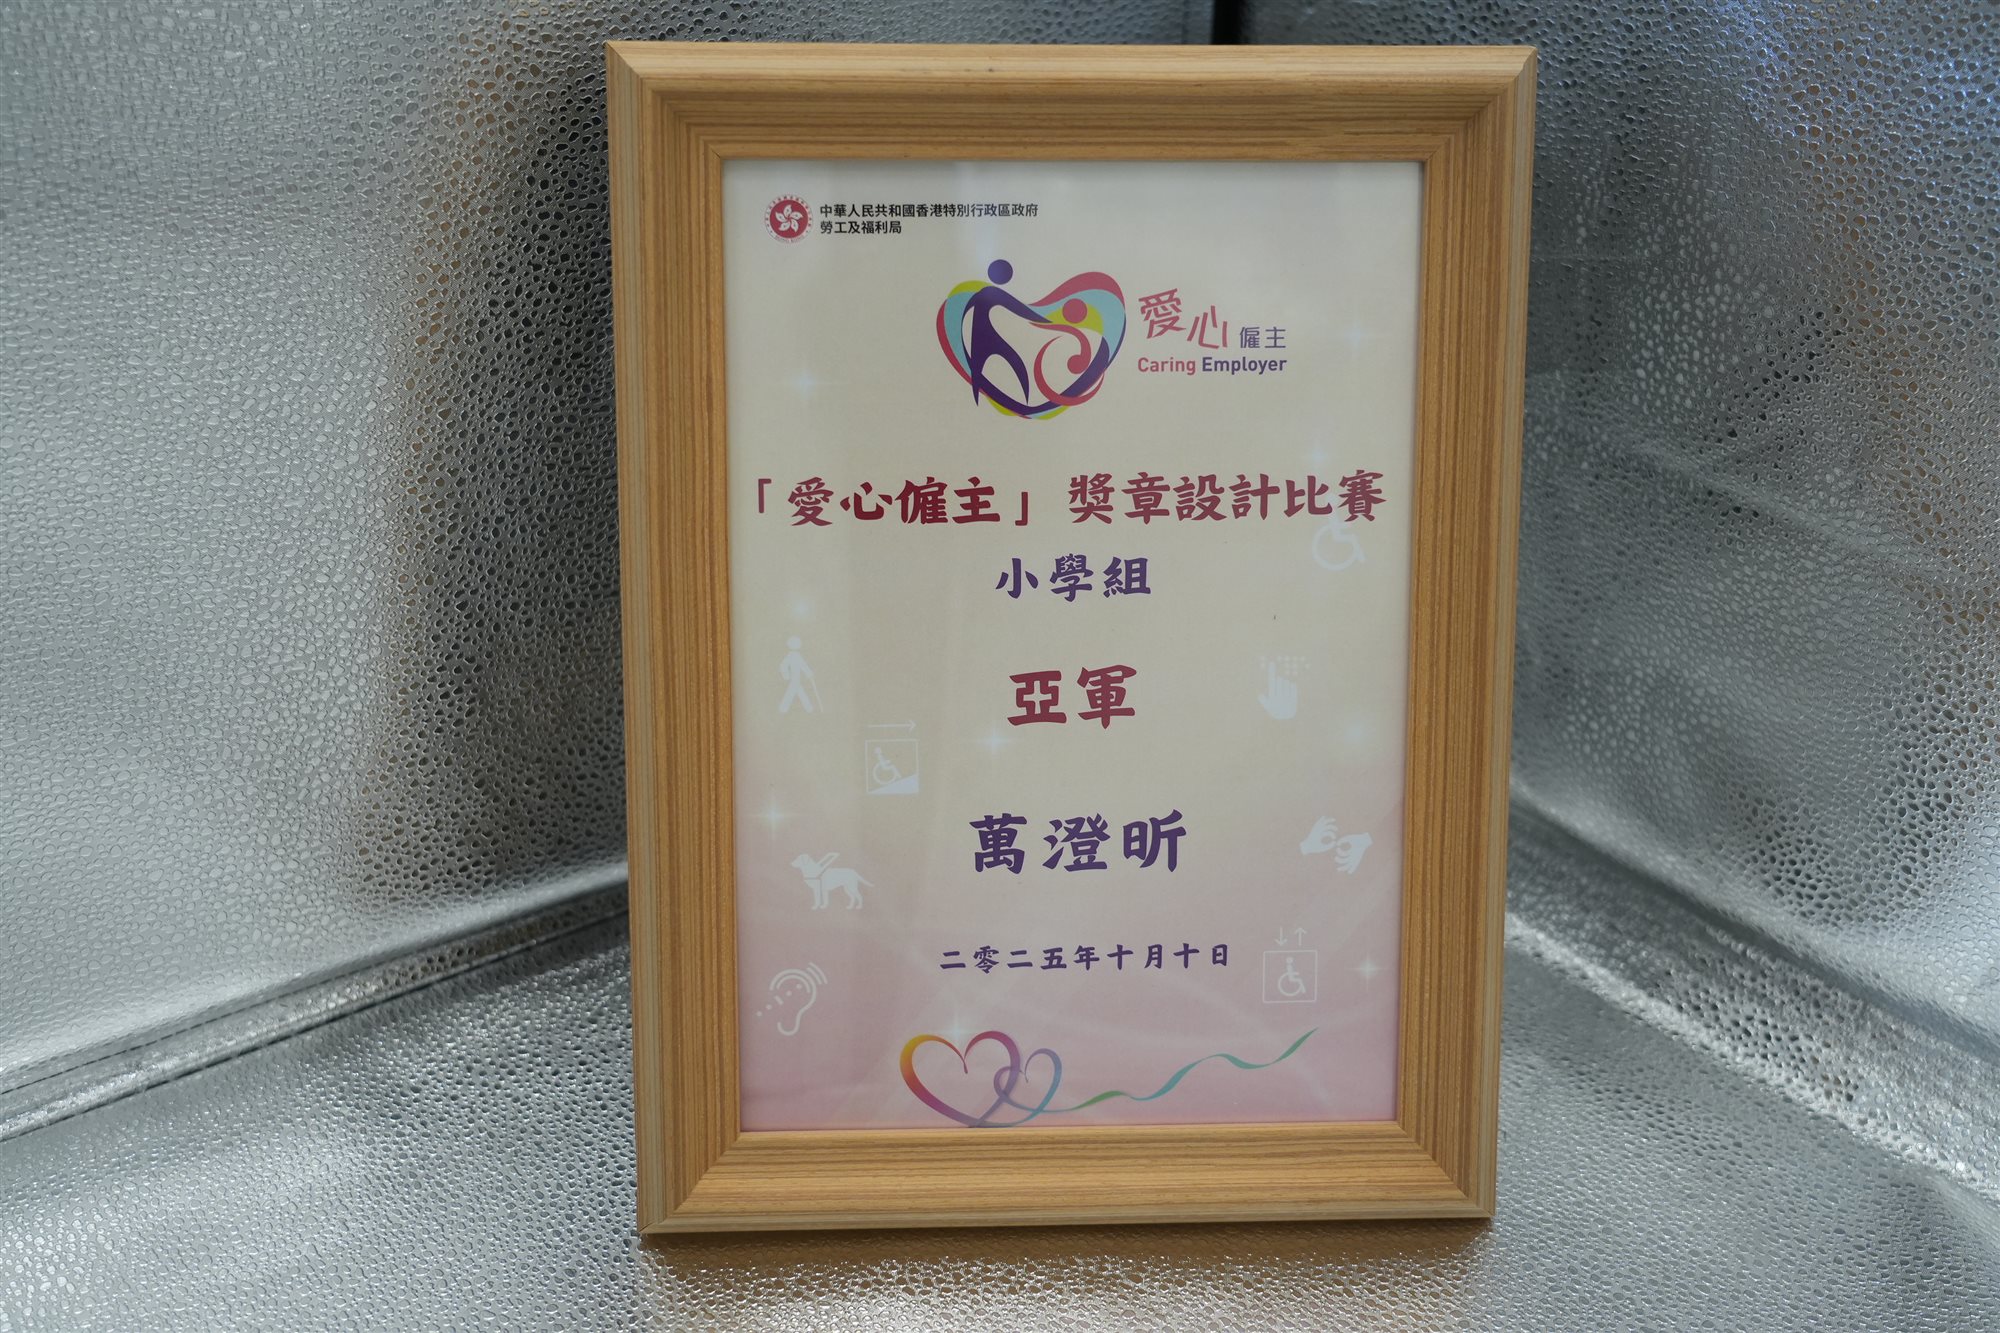 中華人民共和國香港特別行政區政府
勞工及福利局
愛心僱主
Caring Employer
「愛心僱主」獎章設計比賽
小學組
亞軍
萬澄昕
二零二五年十月十日